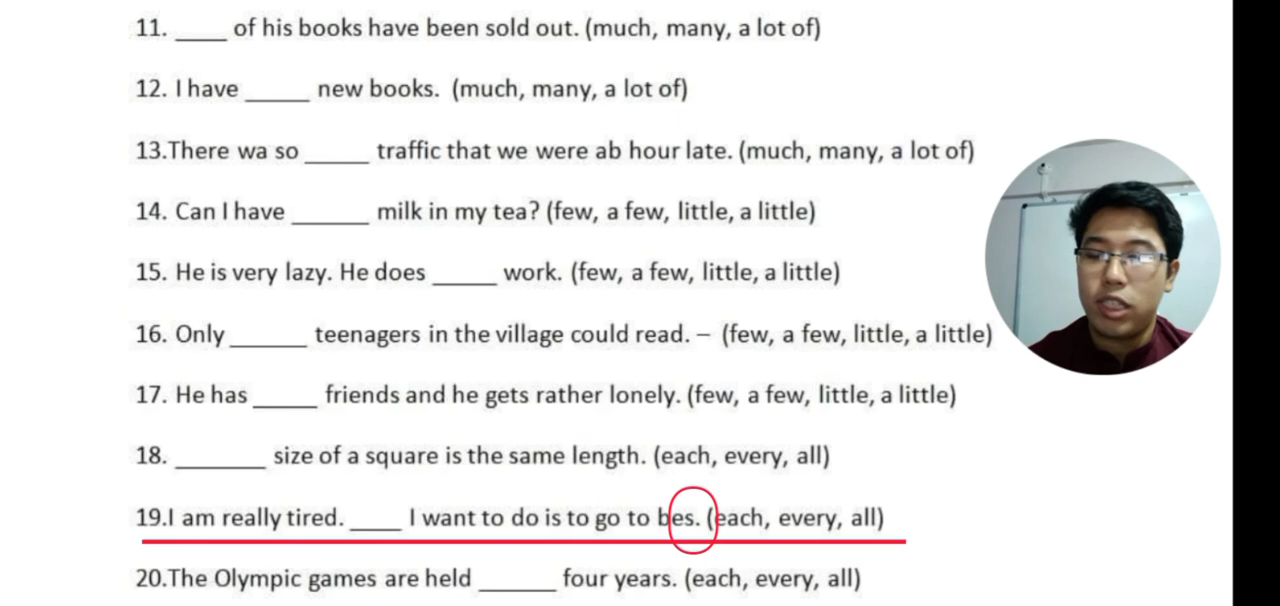 11. ____ of his books have been sold out. (much, many, a lot of)
12. I have _____ new books. (much, many, a lot of)
13.There wa so _____ traffic that we were ab hour late. (much, many, a lot of)
14. Can I have ______ milk in my tea? (few, a few, little, a little)
15. He is very lazy. He does _____ work. (few, a few, little, a little)
16. Only ______ teenagers in the village could read. – (few, a few, little, a little)
17. He has _____ friends and he gets rather lonely. (few, a few, little, a little)
18. _______ size of a square is the same length. (each, every, all)
19.I am really tired. ____ I want to do is to go to bes. (each, every, all)
20.The Olympic games are held ______ four years. (each, every, all)